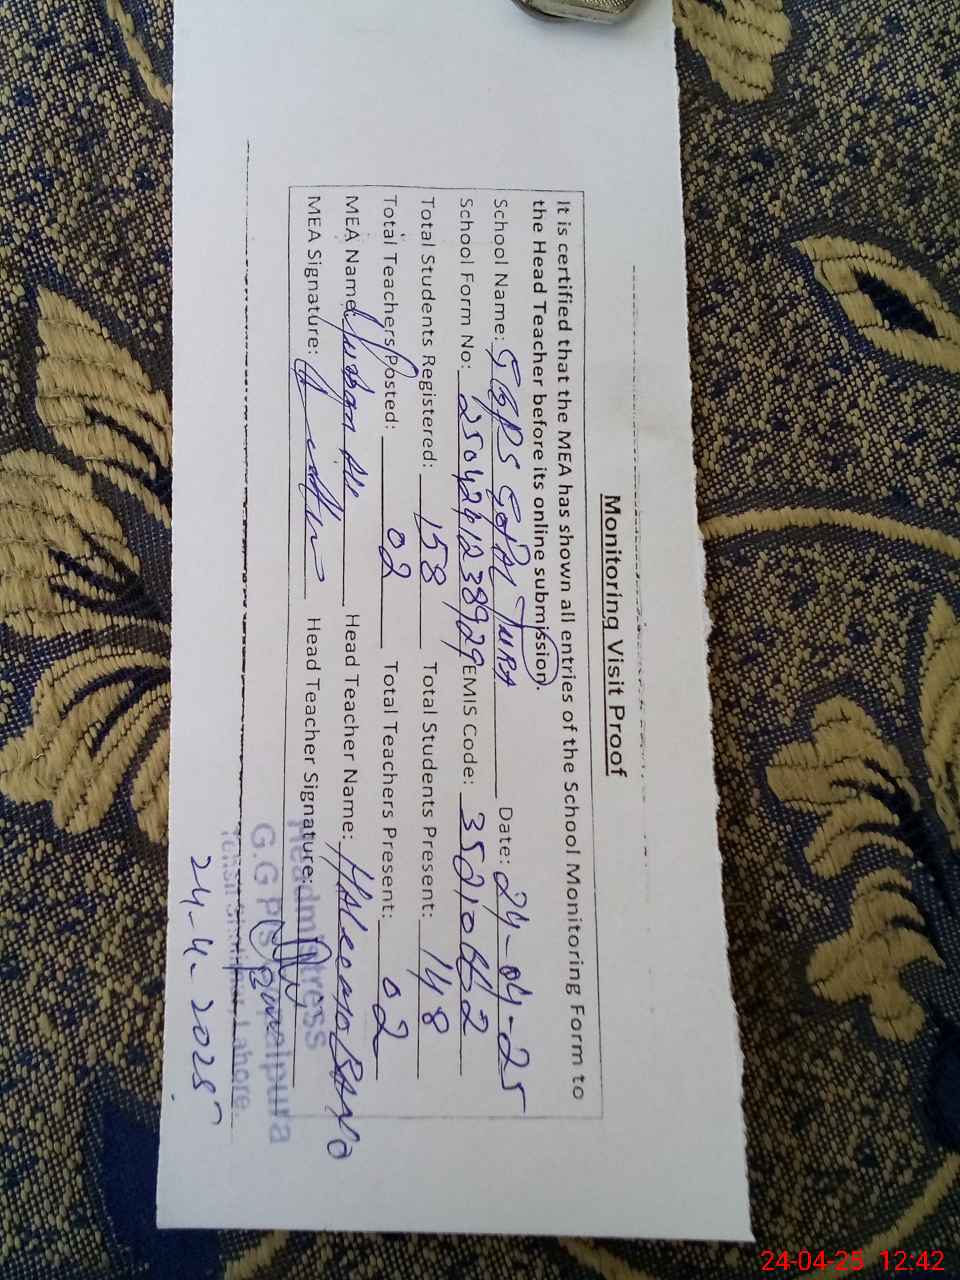 Monitoring Visit Proof
It is certified that the MEA has shown all entries of the School Monitoring Form to
the Head Teacher before its online submission.
School Name: GGPS Date: 24-04-25
School Form No: EMIS Code:
Total Students Registered: 158 Total Students Present: 148
Total Teachers Posted: 02 Total Teachers Present: 02
MEA Name: Ali Head Teacher Name: Bano
MEA Signature: Head Teacher Signature:
Headmistress
G.G.P.S
Lahore.
24-4-2025
24-04-25 12:42